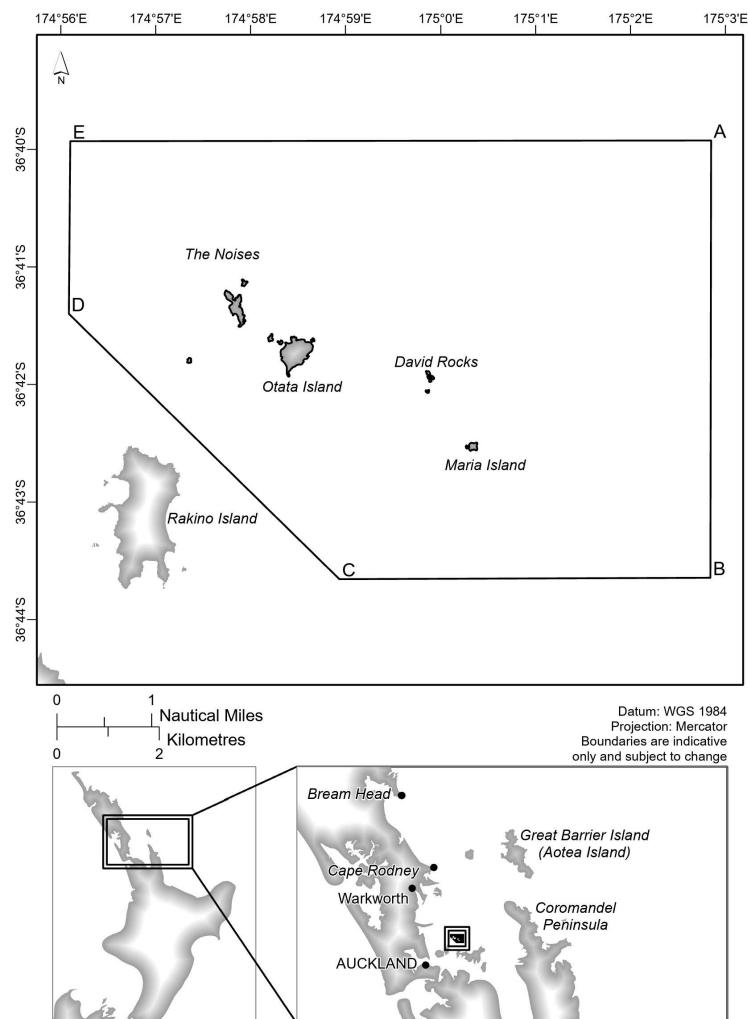 174°56'E 174°57'E 174°58'E 174°59'E 175°0'E 175°1'E 175°2'E 175°3'E
N
E
A
36°40'S
The Noises
36°41'S
D
David Rocks
Otata Island
36°42'S
Maria Island
36°43'S
Rakino Island
C
B
36°44'S
0 1
Nautical Miles
Kilometres
0 2
Datum: WGS 1984
Projection: Mercator
Boundaries are indicative
only and subject to change
Bream Head
Great Barrier Island
(Aotea Island)
Cape Rodney
Warkworth
Coromandel
Peninsula
AUCKLAND